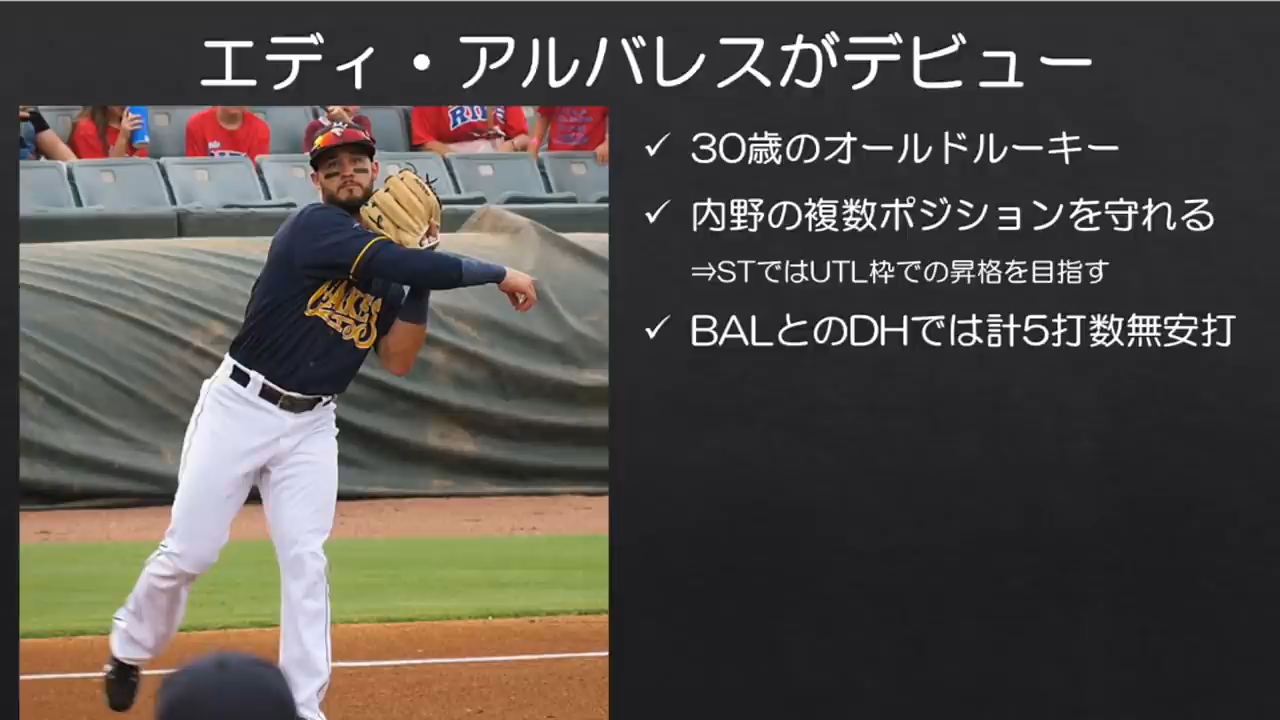 エディ・アルバレスがデビュー
✓ 30歳のオールドルーキー
✓ 内野の複数ポジションを守れる
⇒STではUTL枠での昇格を目指す
✓ BALとのDHでは計5打数無安打
CAKES